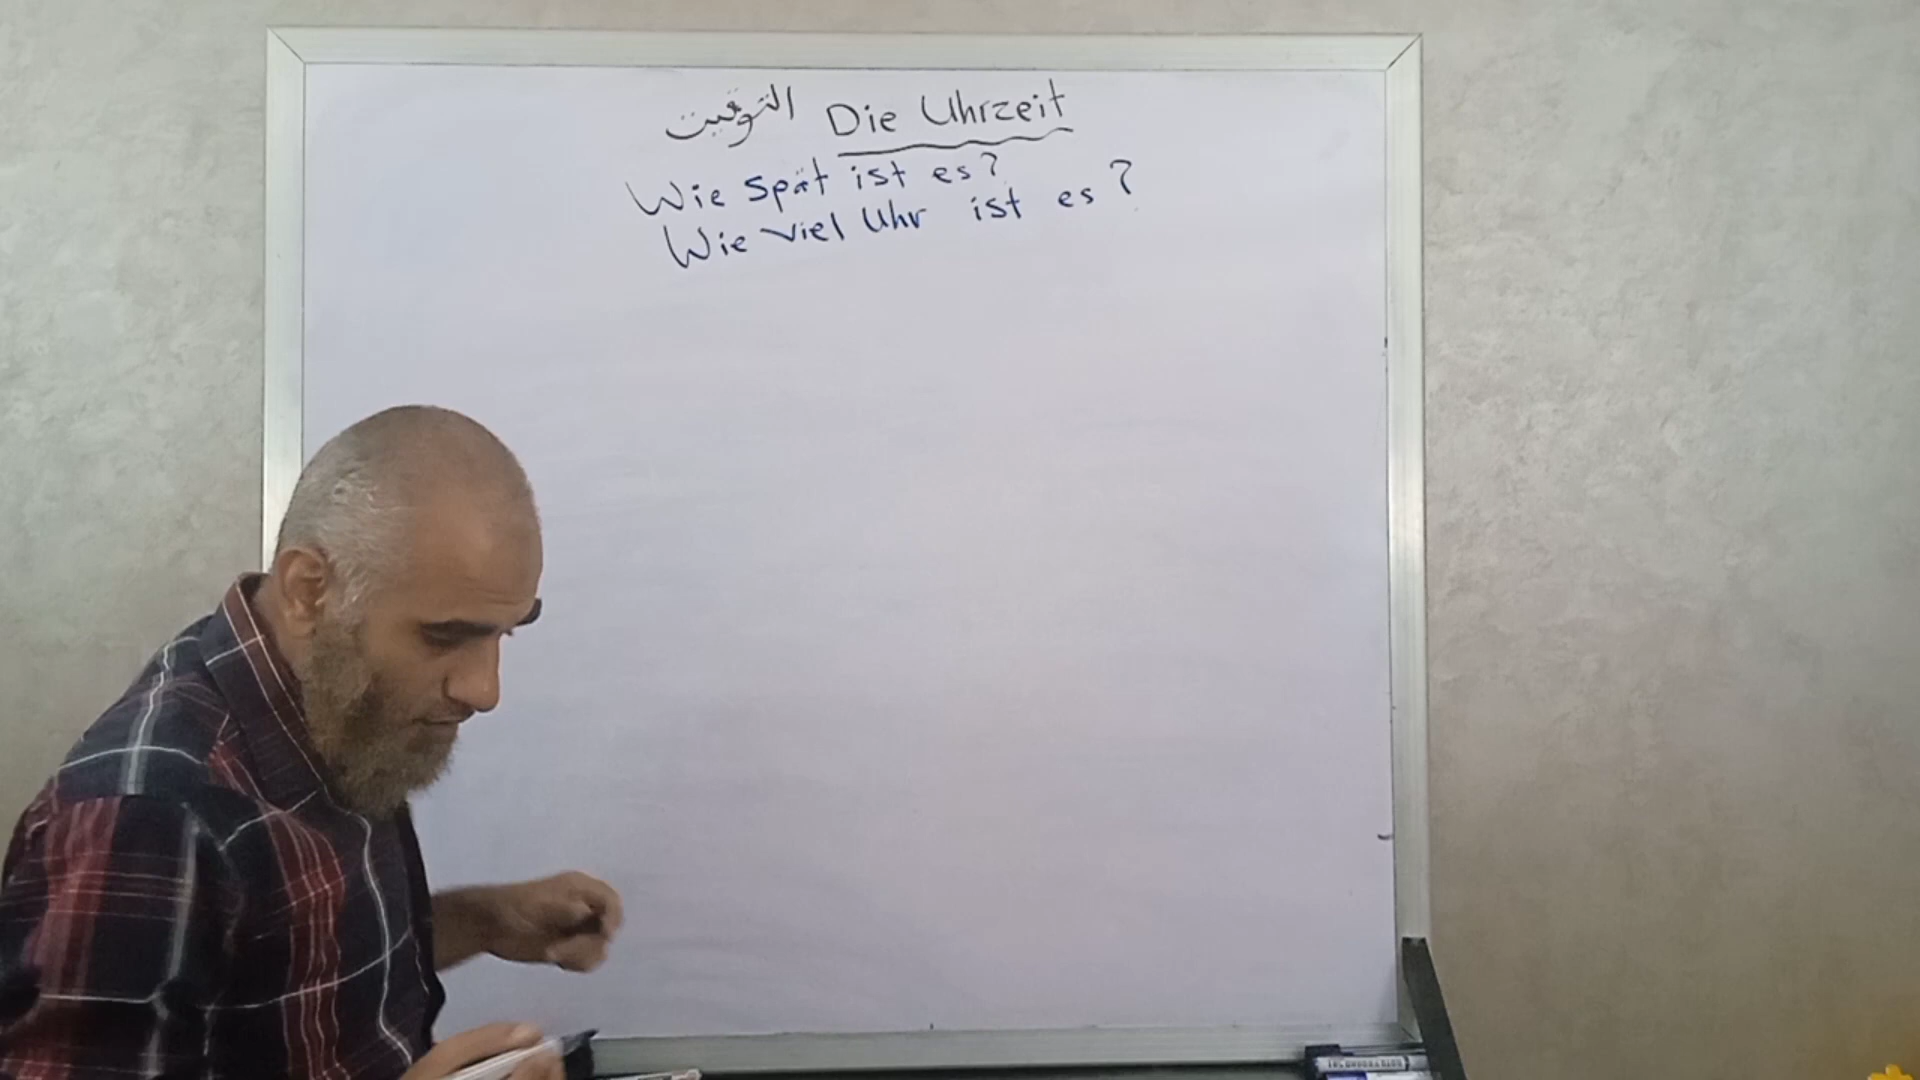 التوقيت Die Uhrzeit
Wie spät ist es?
Wie viel Uhr ist es?